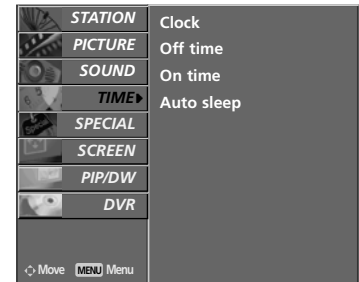 STATION
PICTURE
SOUND
TIME
SPECIAL
SCREEN
PIP/DW
DVR
Move MENU Menu
Clock
Off time
On time
Auto sleep